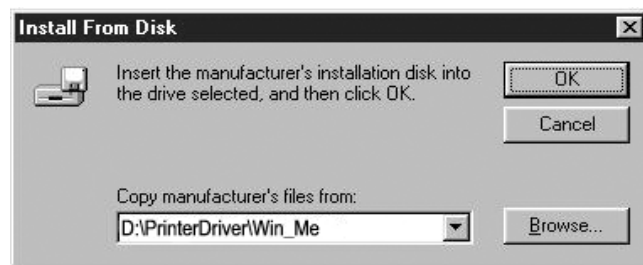 Install From Disk
Insert the manufacturer's installation disk into
the drive selected, and then click OK.
OK
Cancel
Copy manufacturer's files from:
D:\PrinterDriver\Win_Me
Browse...